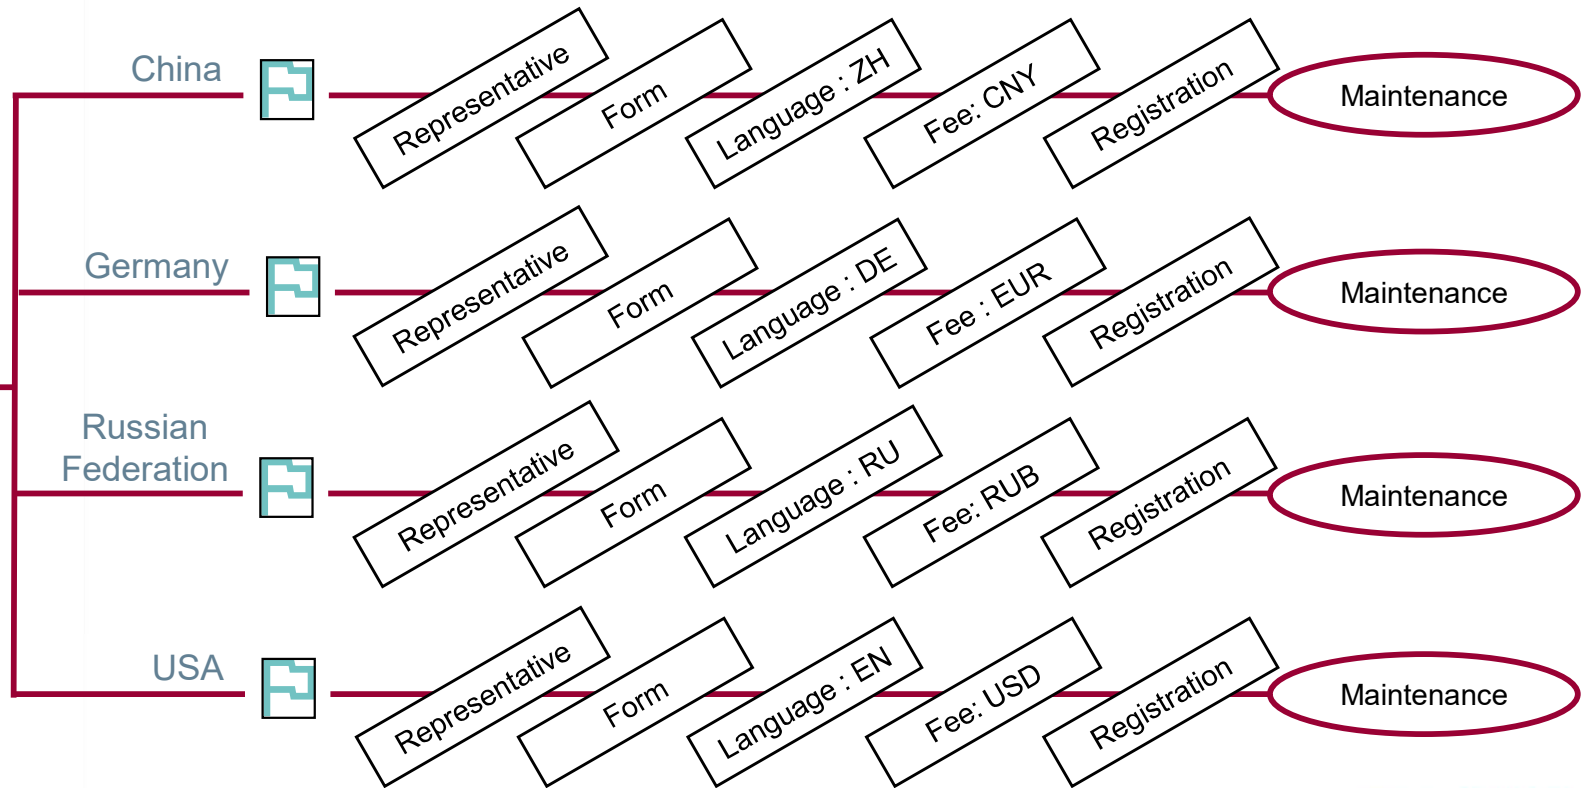 China
Representative
Form
Language : ZH
Fee: CNY
Registration
Maintenance
Germany
Representative
Form
Language : DE
Fee : EUR
Registration
Maintenance
Russian
Federation
Representative
Form
Language : RU
Fee: RUB
Registration
Maintenance
USA
Representative
Form
Language : EN
Fee: USD
Registration
Maintenance